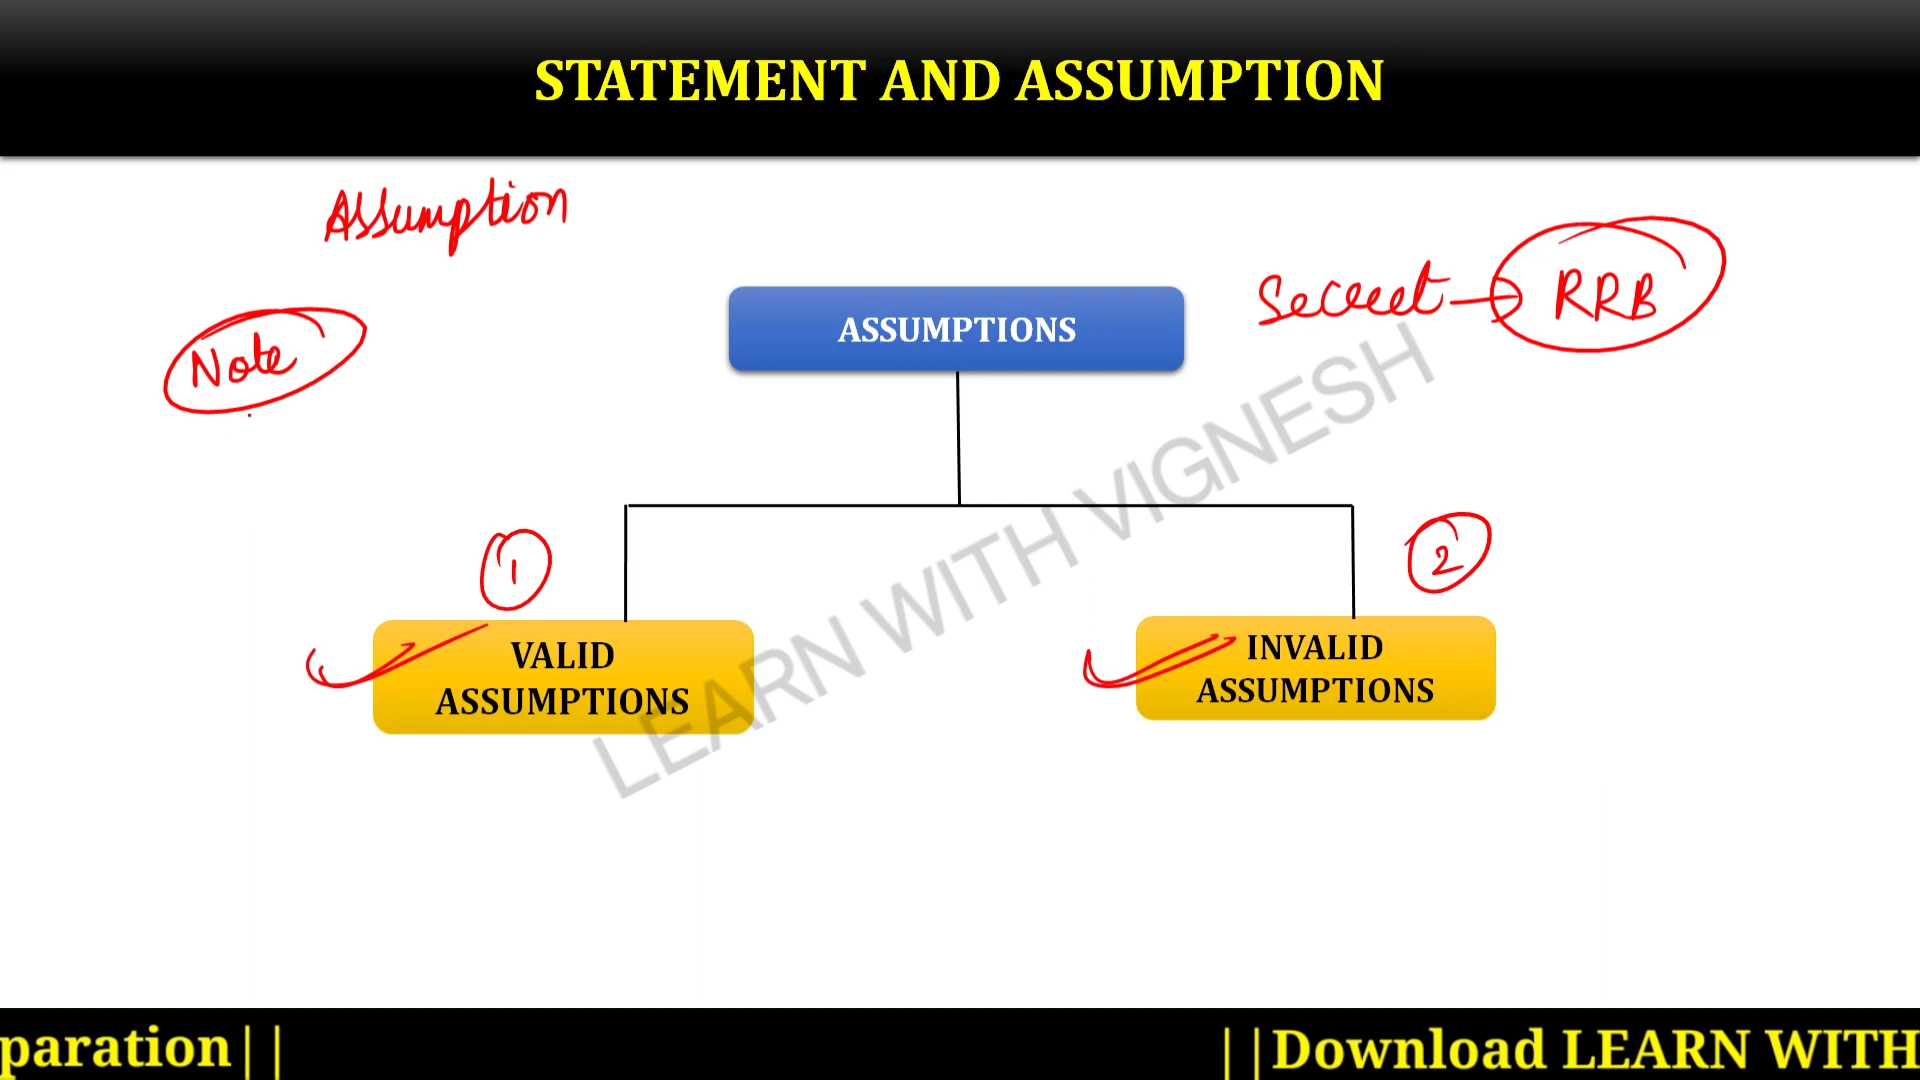 STATEMENT AND ASSUMPTION
Assumption
Secret → RRB
Note
ASSUMPTIONS
1
2
VALID
ASSUMPTIONS
INVALID
ASSUMPTIONS
LEARN WITH VIGNESH
paration||
||Download LEARN WITH